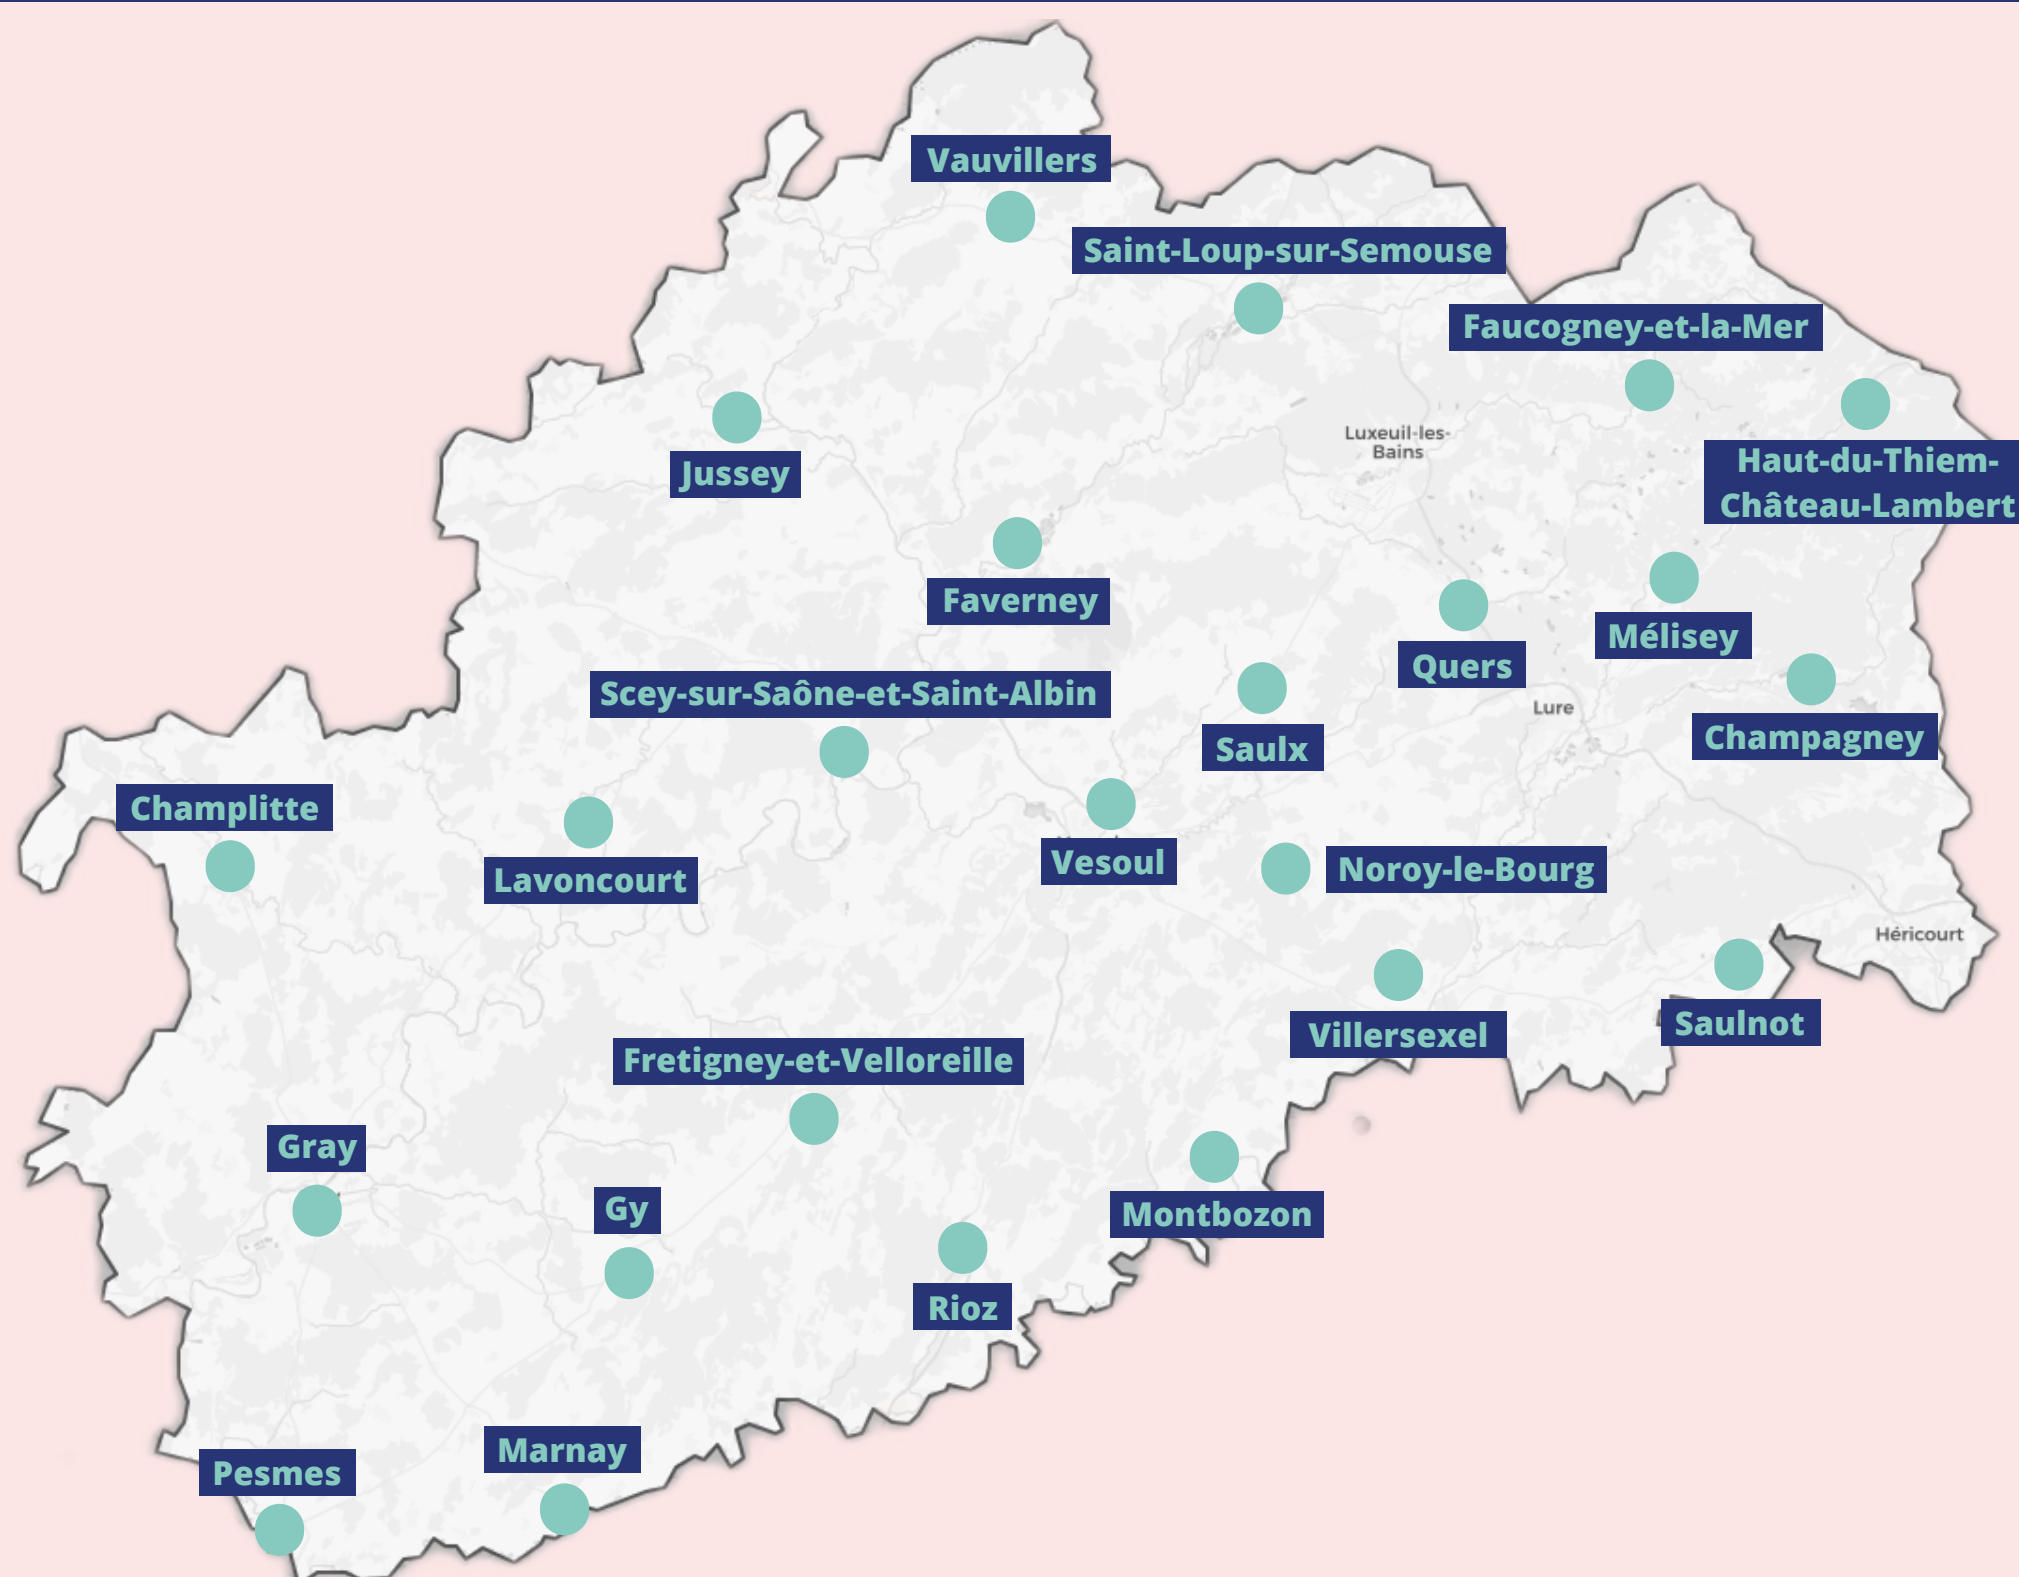 Vauvillers
Saint-Loup-sur-Semouse
Faucogney-et-la-Mer
Luxeuil-les-
Bains
Haut-du-Thiem-
Château-Lambert
Jussey
Faverney
Mélisey
Quers
Scey-sur-Saône-et-Saint-Albin
Lure
Champagney
Saulx
Champlitte
Vesoul
Noroy-le-Bourg
Lavoncourt
Héricourt
Saulnot
Villersexel
Fretigney-et-Velloreille
Gray
Gy
Montbozon
Rioz
Marnay
Pesmes